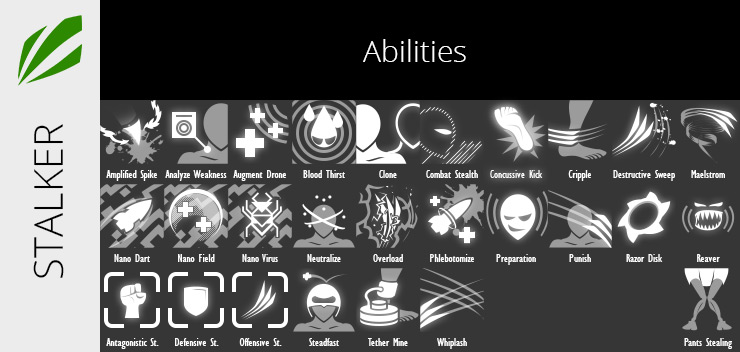 STALKER
Abilities
Amplified Spike Analyze Weakness Augment Drone Blood Thirst Clone Combat Stealth Concussive Kick Cripple Destructive Sweep Maelstrom
Nano Dart Nano Field Nano Virus Neutralize Overload Phlebotomize Preparation Punish Razor Disk Reaver
Antagonistic St. Defensive St. Offensive St. Steadfast Tether Mine Whiplash Pants Stealing